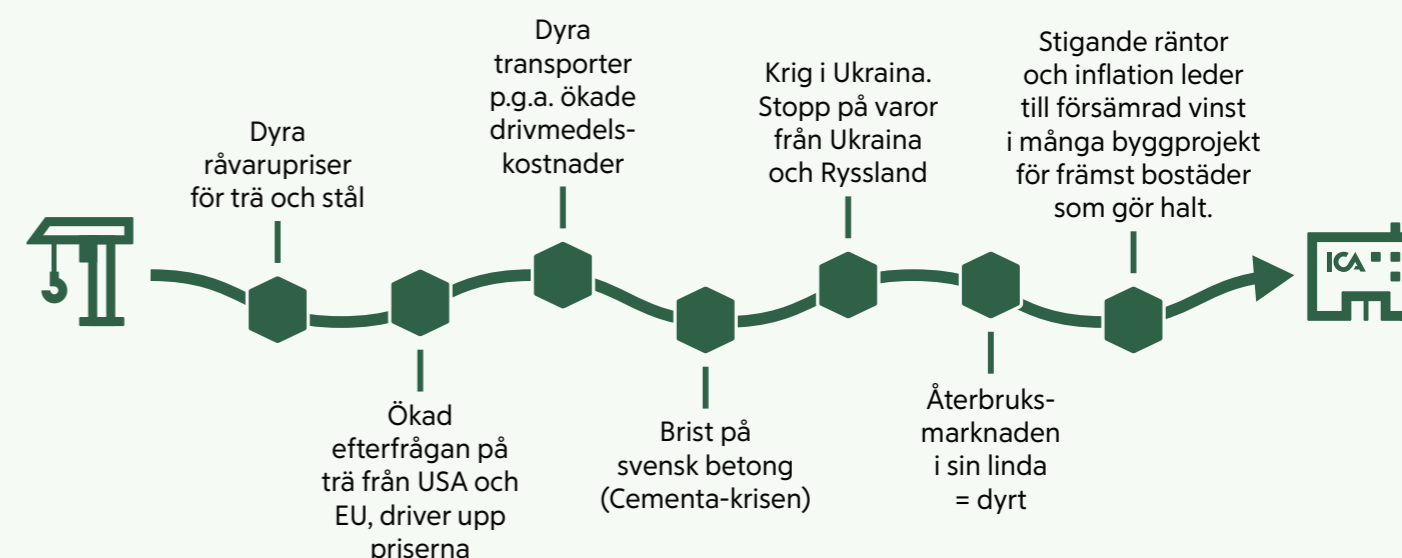 Dyra
råvarupriser
för trä och stål
Ökad
efterfrågan på
trä från USA och
EU, driver upp
priserna
Dyra
transporter
p.g.a. ökade
drivmedels-
kostnader
Brist på
svensk betong
(Cementa-krisen)
Krig i Ukraina.
Stopp på varor
från Ukraina
och Ryssland
Återbruks-
marknaden
i sin linda
= dyrt
Stigande räntor
och inflation leder
till försämrad vinst
i många byggprojekt
för främst bostäder
som gör halt.
ICA